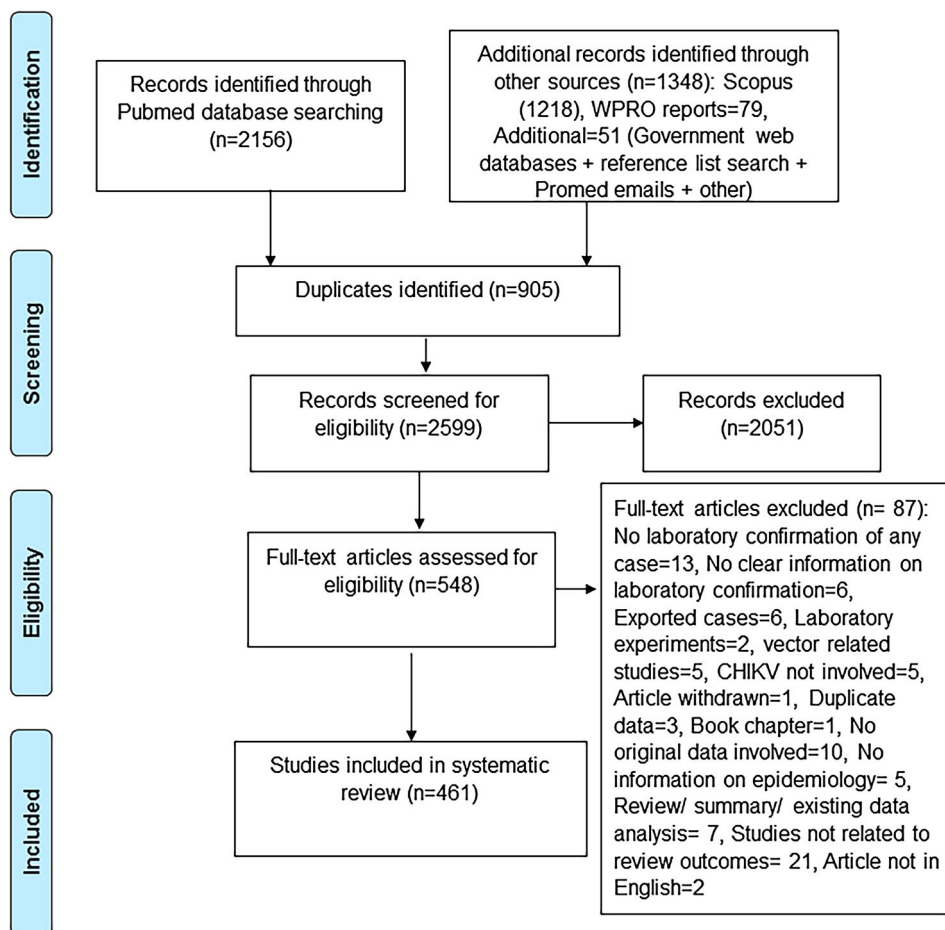 Identification
Records identified through
Pubmed database searching
(n=2156)
Additional records identified through
other sources (n=1348): Scopus
(1218), WPRO reports=79,
Additional=51 (Government web
databases + reference list search +
Promed emails + other)
Screening
Duplicates identified (n=905)
Records screened for
eligibility (n=2599)
Records excluded
(n=2051)
Eligibility
Full-text articles assessed for
eligibility (n=548)
Full-text articles excluded (n= 87):
No laboratory confirmation of any
case=13, No clear information on
laboratory confirmation=6,
Exported cases=6, Laboratory
experiments=2, vector related
studies=5, CHIKV not involved=5,
Article withdrawn=1, Duplicate
data=3, Book chapter=1, No
original data involved=10, No
information on epidemiology= 5,
Review/ summary/ existing data
analysis= 7, Studies not related to
review outcomes= 21, Article not in
English=2
Included
Studies included in systematic
review (n=461)